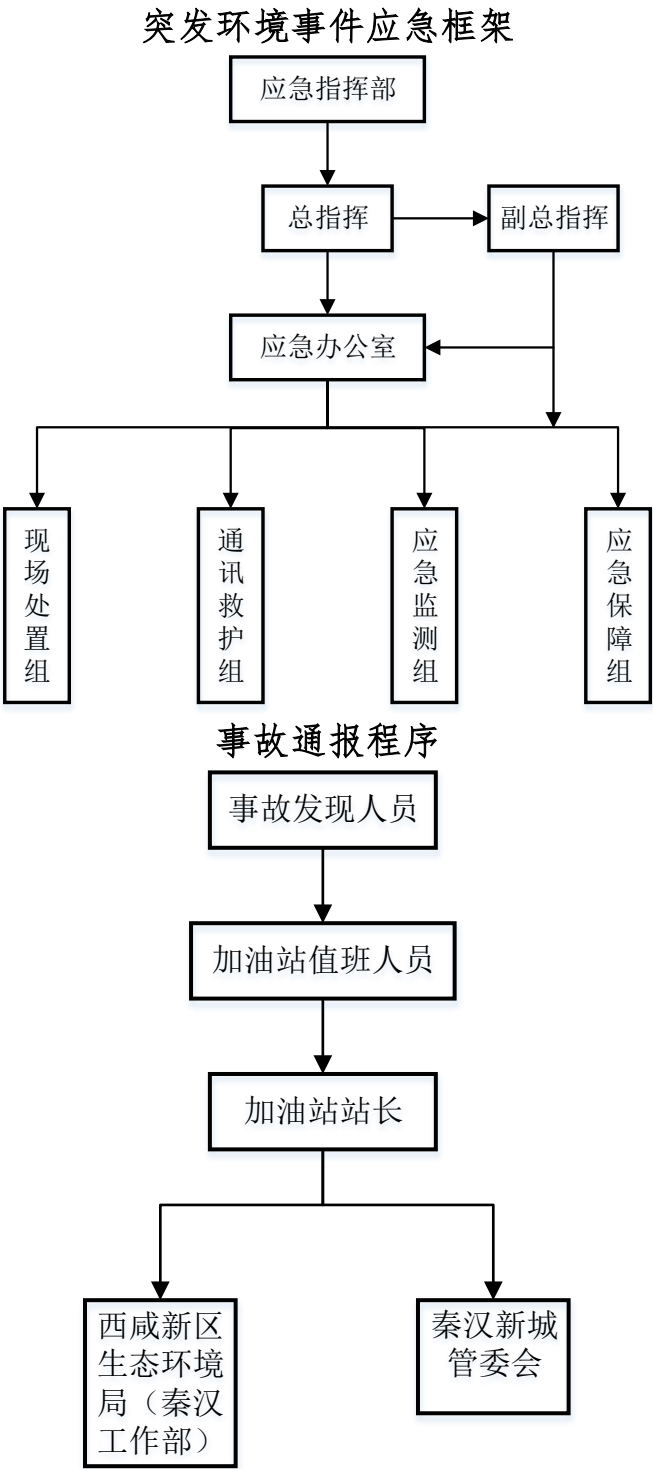 突发环境事件应急框架
应急指挥部
总指挥
副总指挥
应急办公室
现场处置组
通讯救护组
应急监测组
应急保障组
事故通报程序
事故发现人员
加油站值班人员
加油站站长
西咸新区
生态环境
局（秦汉
工作部）
秦汉新城
管委会